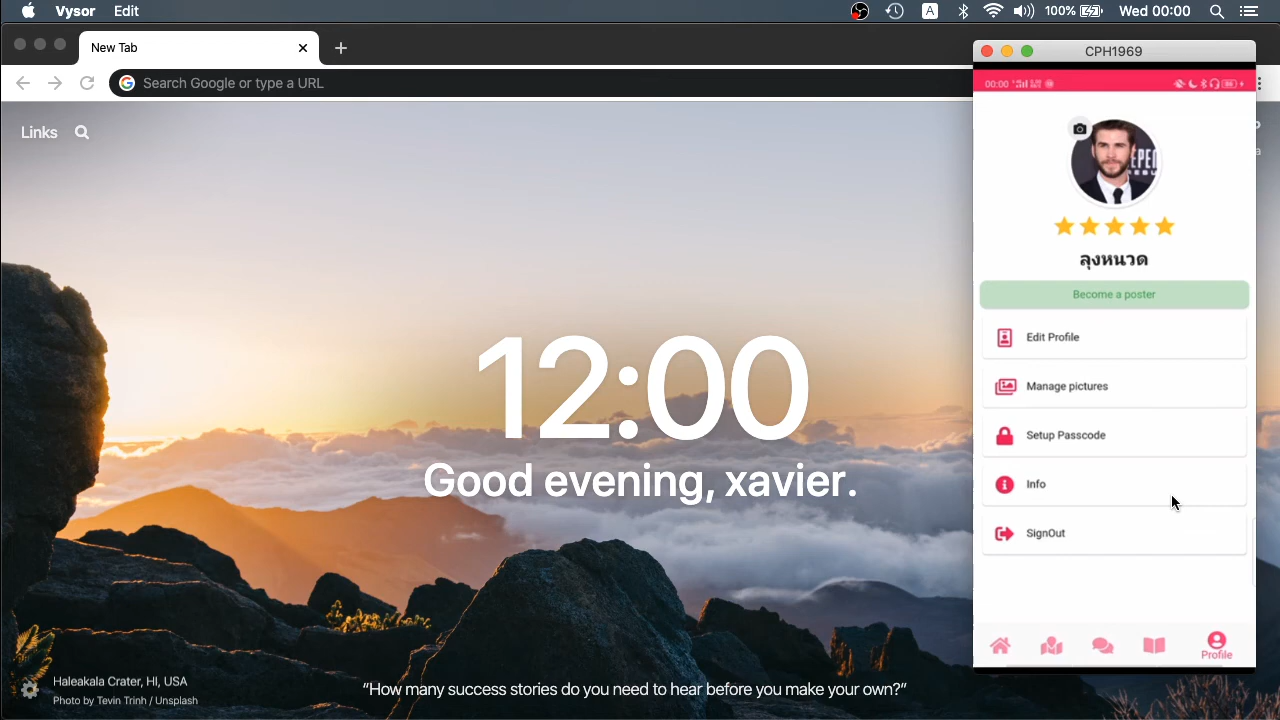 Vysor Edit
100% Wed 00:00
New Tab
CPH1969
Search Google or type a URL
00:00
Links
ลุงหนวด
Become a poster
Edit Profile
Manage pictures
Setup Passcode
Info
SignOut
Profile
12:00
Good evening, xavier.
Haleakala Crater, HI, USA
Photo by Tevin Trinh / Unsplash
“How many success stories do you need to hear before you make your own?”